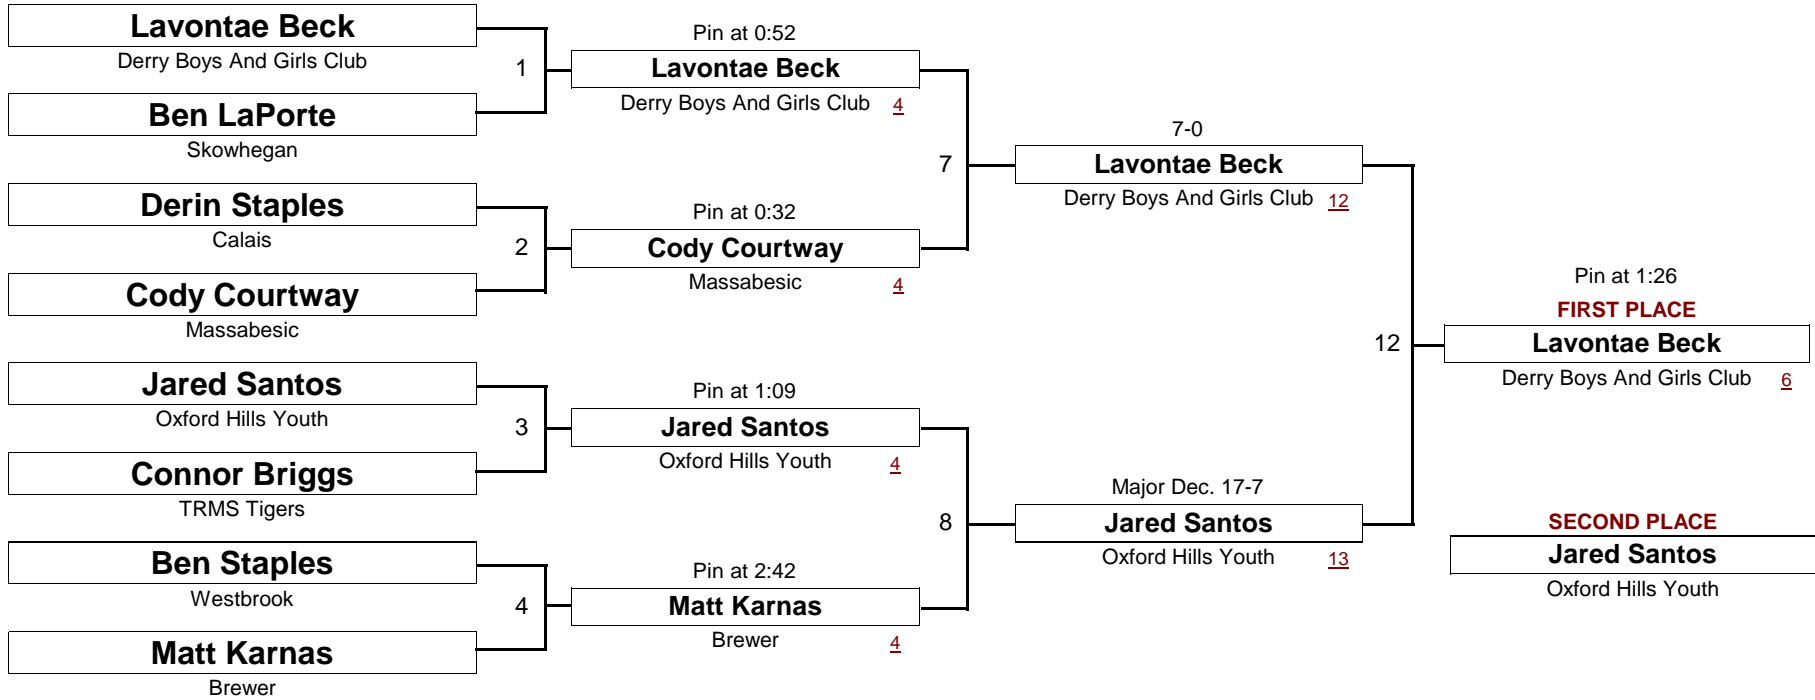 Lavontae Beck
Derry Boys And Girls Club
1
Ben LaPorte
Skowhegan
Derin Staples
Calais
2
Cody Courtway
Massabesic
Jared Santos
Oxford Hills Youth
3
Connor Briggs
TRMS Tigers
Ben Staples
Westbrook
4
Matt Karnas
Brewer
Pin at 0:52
Lavontae Beck
Derry Boys And Girls Club 4
7
Pin at 0:32
Cody Courtway
Massabesic 4
Pin at 1:09
Jared Santos
Oxford Hills Youth 4
8
Pin at 2:42
Matt Karnas
Brewer 4
7-0
Lavontae Beck
Derry Boys And Girls Club 12
12
Major Dec. 17-7
Jared Santos
Oxford Hills Youth 13
Pin at 1:26
FIRST PLACE
Lavontae Beck
Derry Boys And Girls Club 6
SECOND PLACE
Jared Santos
Oxford Hills Youth